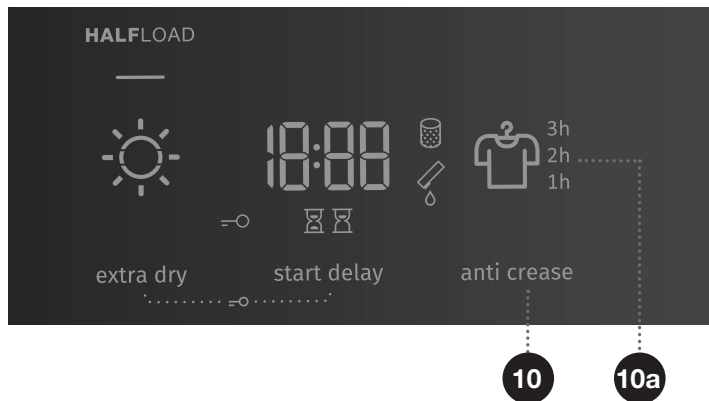 HALFLOAD
18:88
3h
2h
1h
extra dry
start delay
anti crease
10
10a